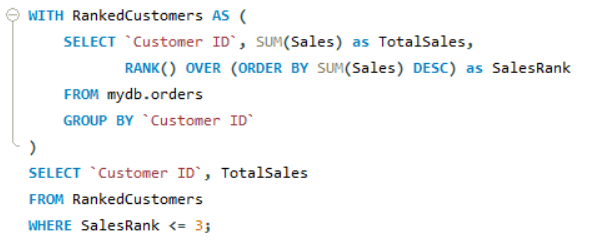 WITH RankedCustomers AS (
SELECT `Customer ID`, SUM(Sales) as TotalSales,
RANK() OVER (ORDER BY SUM(Sales) DESC) as SalesRank
FROM mydb.orders
GROUP BY `Customer ID`
)
SELECT `Customer ID`, TotalSales
FROM RankedCustomers
WHERE SalesRank <= 3;